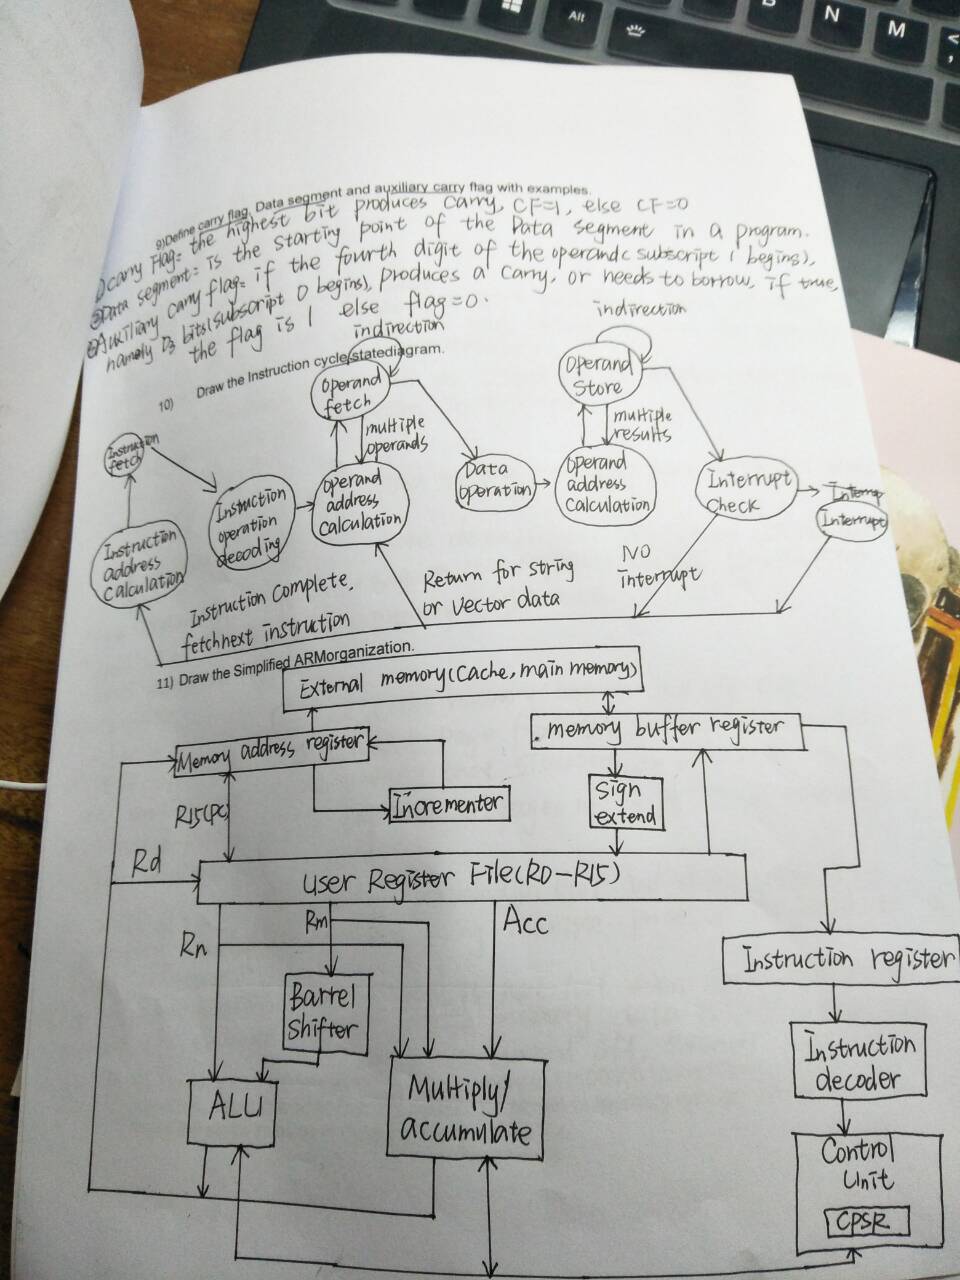 Alt
B
N
M
<
,
9)Define carry flag, Data segment and auxiliary carry flag with examples.
①Carry Flag= the highest bit produces carry, CF=1, else CF=0
②Data segment= is the starting point of the Data segment in a program.
③Auxiliary carry flag= if the fourth digit of the operand( subscript 1 begins),
namely D3 bits(subscript 0 begins), produces a carry, or needs to borrow, if true,
the flag is 1 else flag=0.
10) Draw the Instruction cycle statediagram.
indirection
indirection
Operand
fetch
Operand
Store
multiple
operands
multiple
results
Instruction
fetch
Instruction
operation
decoding
Operand
address
calculation
Data
operation
Operand
address
calculation
Interrupt
check
Interrup
Interrupt
Instruction
address
calculation
Instruction complete,
fetchnext instruction
Return for string
or vector data
No
interrupt
11) Draw the Simplified ARMorganization.
External memory(Cache, main memory)
Memory address register
memory buffer register
Incrementer
Sign
extend
R15(PC)
Rd
User Register File(R0-R15)
Rn
Rm
Acc
Instruction register
Barrel
Shifter
Instruction
decoder
ALU
Multiply/
accumulate
Control
Unit
CPSR